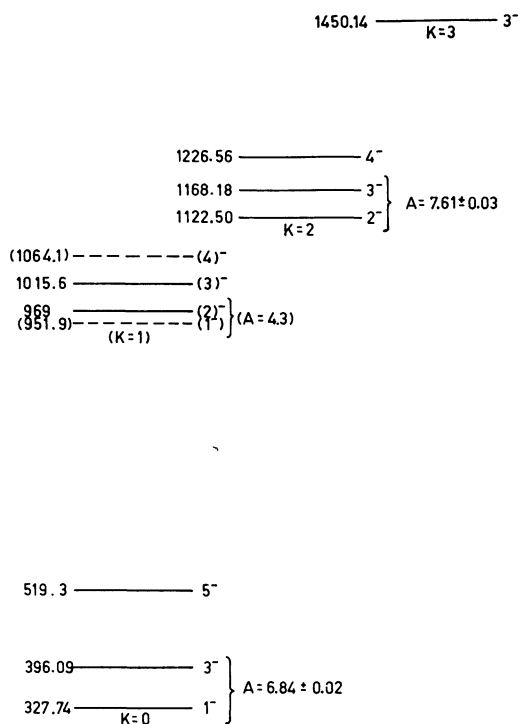 1450.14 3⁻
K=3
1226.56 4⁻
1168.18 3⁻
A = 7.61 ± 0.03
1122.50 2⁻
K=2
(1064.1) (4)⁻
1015.6 (3)⁻
969 (2)⁻
(A = 4.3)
(951.9) (1⁻)
(K=1)
519.3 5⁻
396.09 3⁻
A = 6.84 ± 0.02
327.74 1⁻
K=0